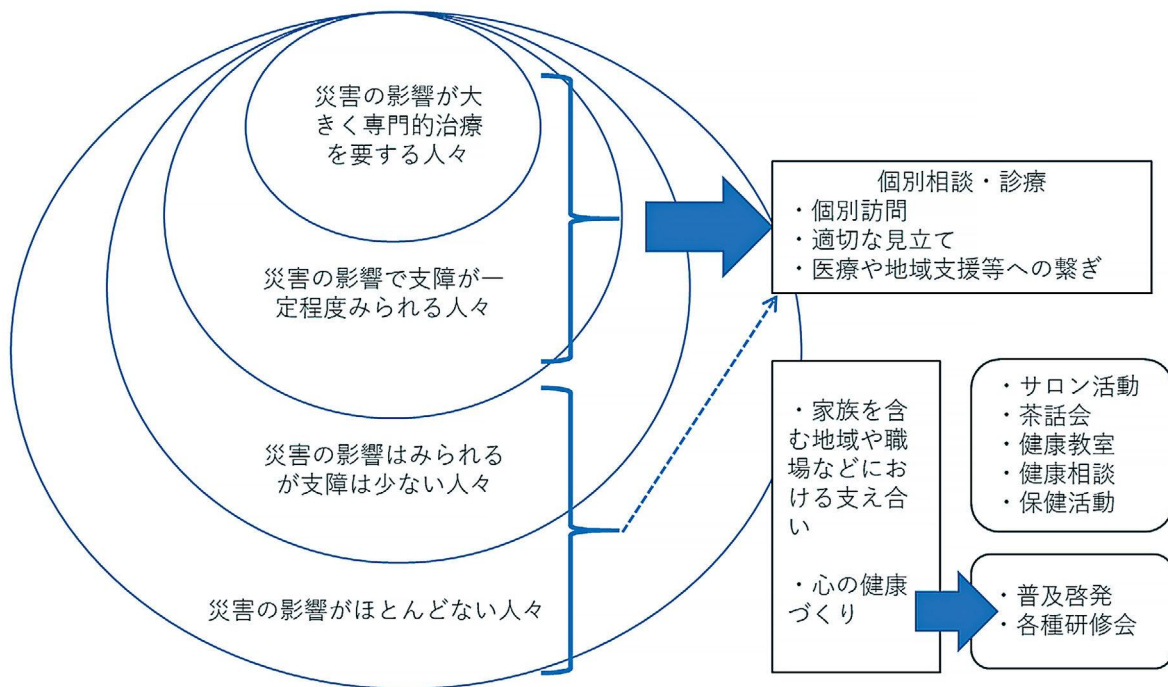 災害の影響が大
きく専門的治療
を要する人々
災害の影響で支障が一
定程度みられる人々
災害の影響はみられる
が支障は少ない人々
災害の影響がほとんどない人々
個別相談・診療
・個別訪問
・適切な見立て
・医療や地域支援等への繋ぎ
・家族を含
む地域や職
場などにお
ける支え合
い
・心の健康
づくり
・サロン活動
・茶話会
・健康教室
・健康相談
・保健活動
・普及啓発
・各種研修会